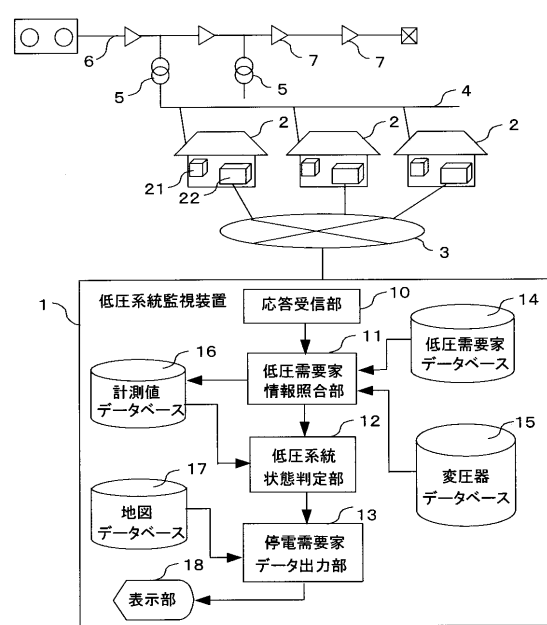 6
7
7
5
5
4
2
2
2
21
22
3
1
低圧系統監視装置
応答受信部
10
14
低圧需要家
データベース
11
低圧需要家
情報照合部
16
計測値
データベース
12
低圧系統
状態判定部
15
変圧器
データベース
17
地図
データベース
13
停電需要家
データ出力部
18
表示部